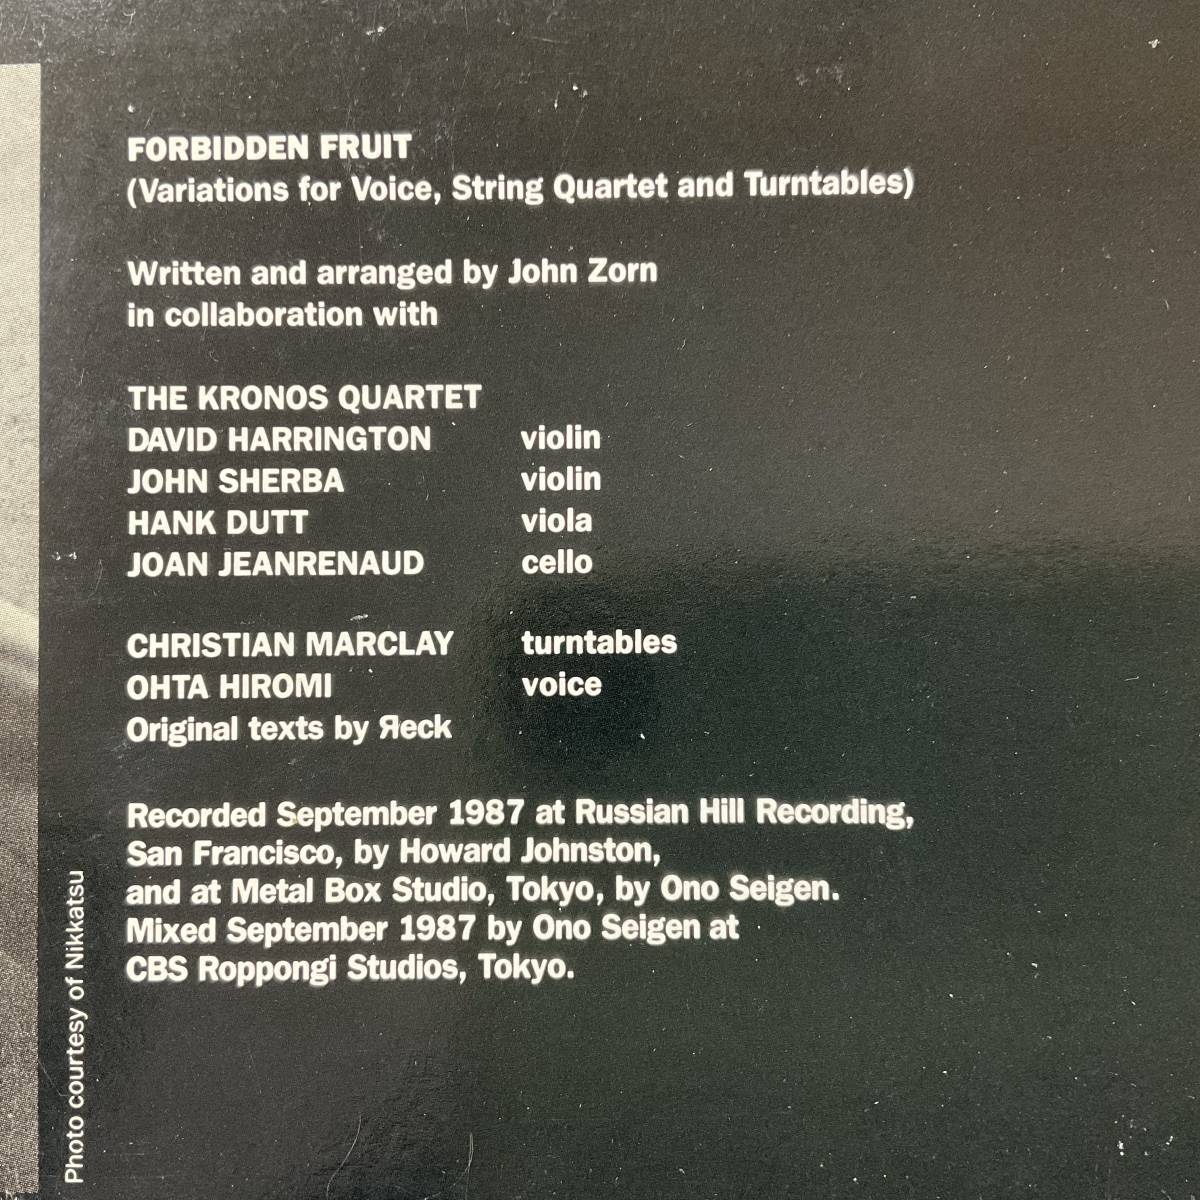 FORBIDDEN FRUIT
(Variations for Voice, String Quartet and Turntables)
Written and arranged by John Zorn
in collaboration with
THE KRONOS QUARTET
DAVID HARRINGTON violin
JOHN SHERBA violin
HANK DUTT viola
JOAN JEANRENAUD cello
CHRISTIAN MARCLAY turntables
OHTA HIROMI voice
Original texts by Яeck
Recorded September 1987 at Russian Hill Recording,
San Francisco, by Howard Johnston,
and at Metal Box Studio, Tokyo, by Ono Seigen.
Mixed September 1987 by Ono Seigen at
CBS Roppongi Studios, Tokyo.
Photo courtesy of Nikkatsu